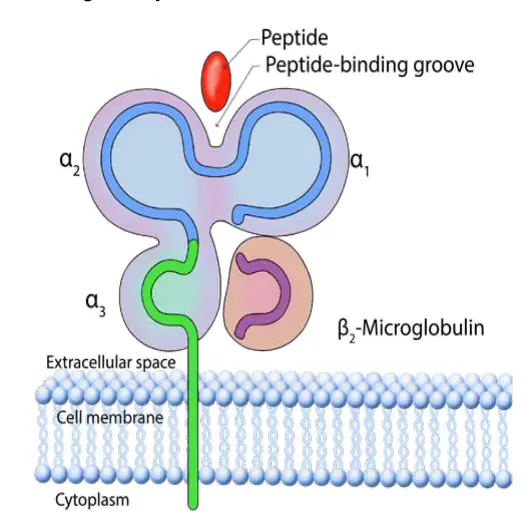 Peptide
Peptide-binding groove
α₂
α₁
α₃
β₂-Microglobulin
Extracellular space
Cell membrane
Cytoplasm